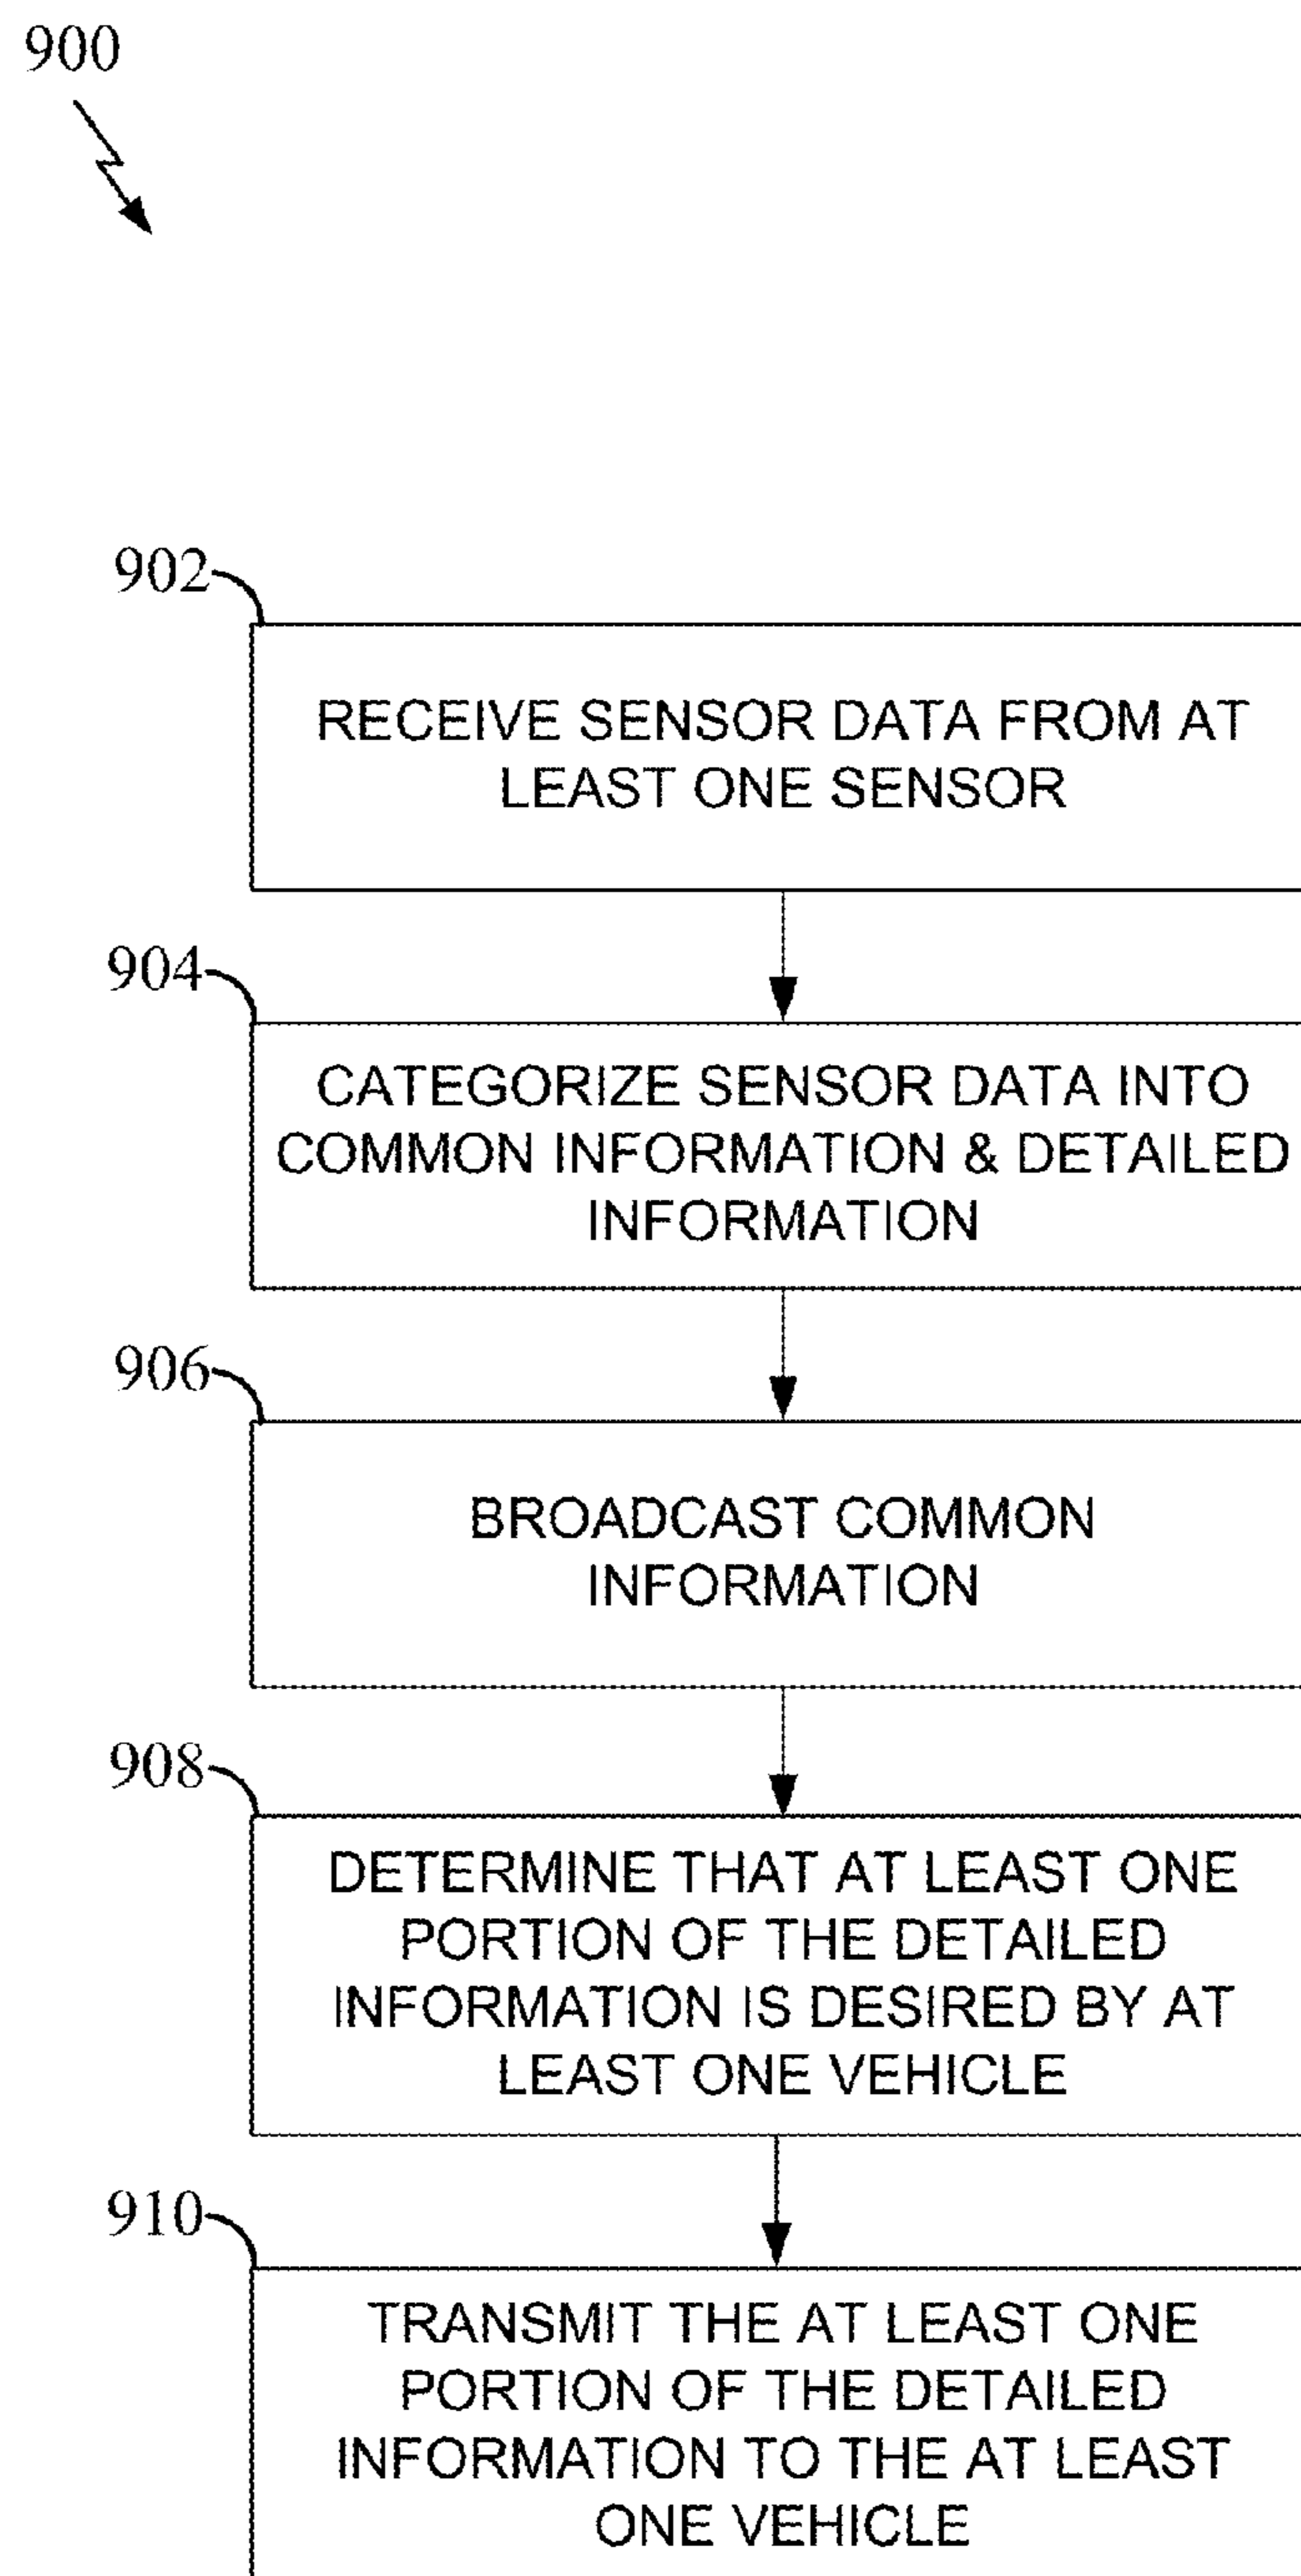 900
902
RECEIVE SENSOR DATA FROM AT
LEAST ONE SENSOR
904
CATEGORIZE SENSOR DATA INTO
COMMON INFORMATION & DETAILED
INFORMATION
906
BROADCAST COMMON
INFORMATION
908
DETERMINE THAT AT LEAST ONE
PORTION OF THE DETAILED
INFORMATION IS DESIRED BY AT
LEAST ONE VEHICLE
910
TRANSMIT THE AT LEAST ONE
PORTION OF THE DETAILED
INFORMATION TO THE AT LEAST
ONE VEHICLE